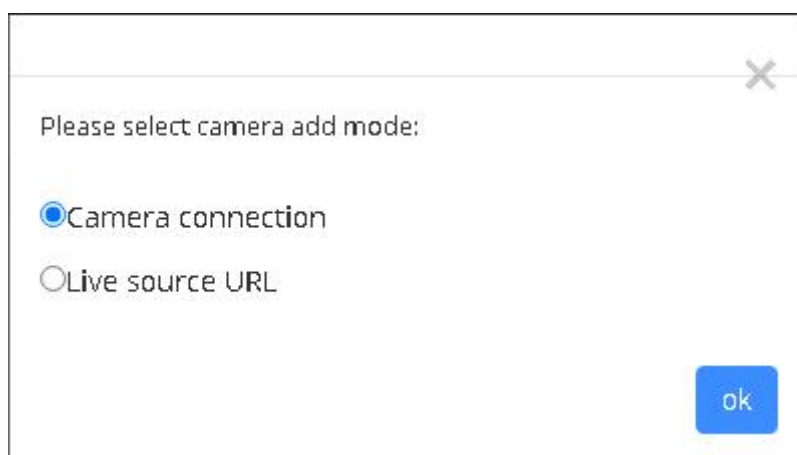 Please select camera add mode:
Camera connection
Live source URL
ok